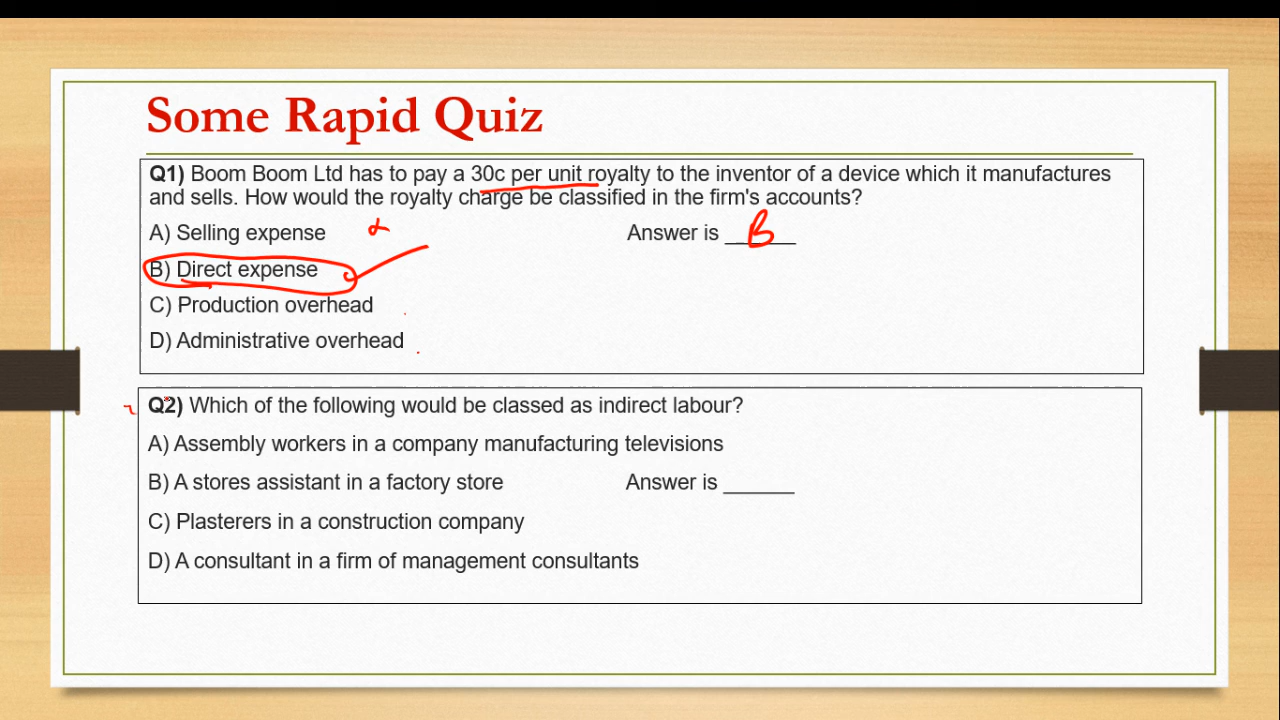 Some Rapid Quiz
Q1) Boom Boom Ltd has to pay a 30c per unit royalty to the inventor of a device which it manufactures
and sells. How would the royalty charge be classified in the firm's accounts?
A) Selling expense
Answer is __B__
B) Direct expense
C) Production overhead
D) Administrative overhead
Q2) Which of the following would be classed as indirect labour?
A) Assembly workers in a company manufacturing televisions
B) A stores assistant in a factory store
Answer is ______
C) Plasterers in a construction company
D) A consultant in a firm of management consultants